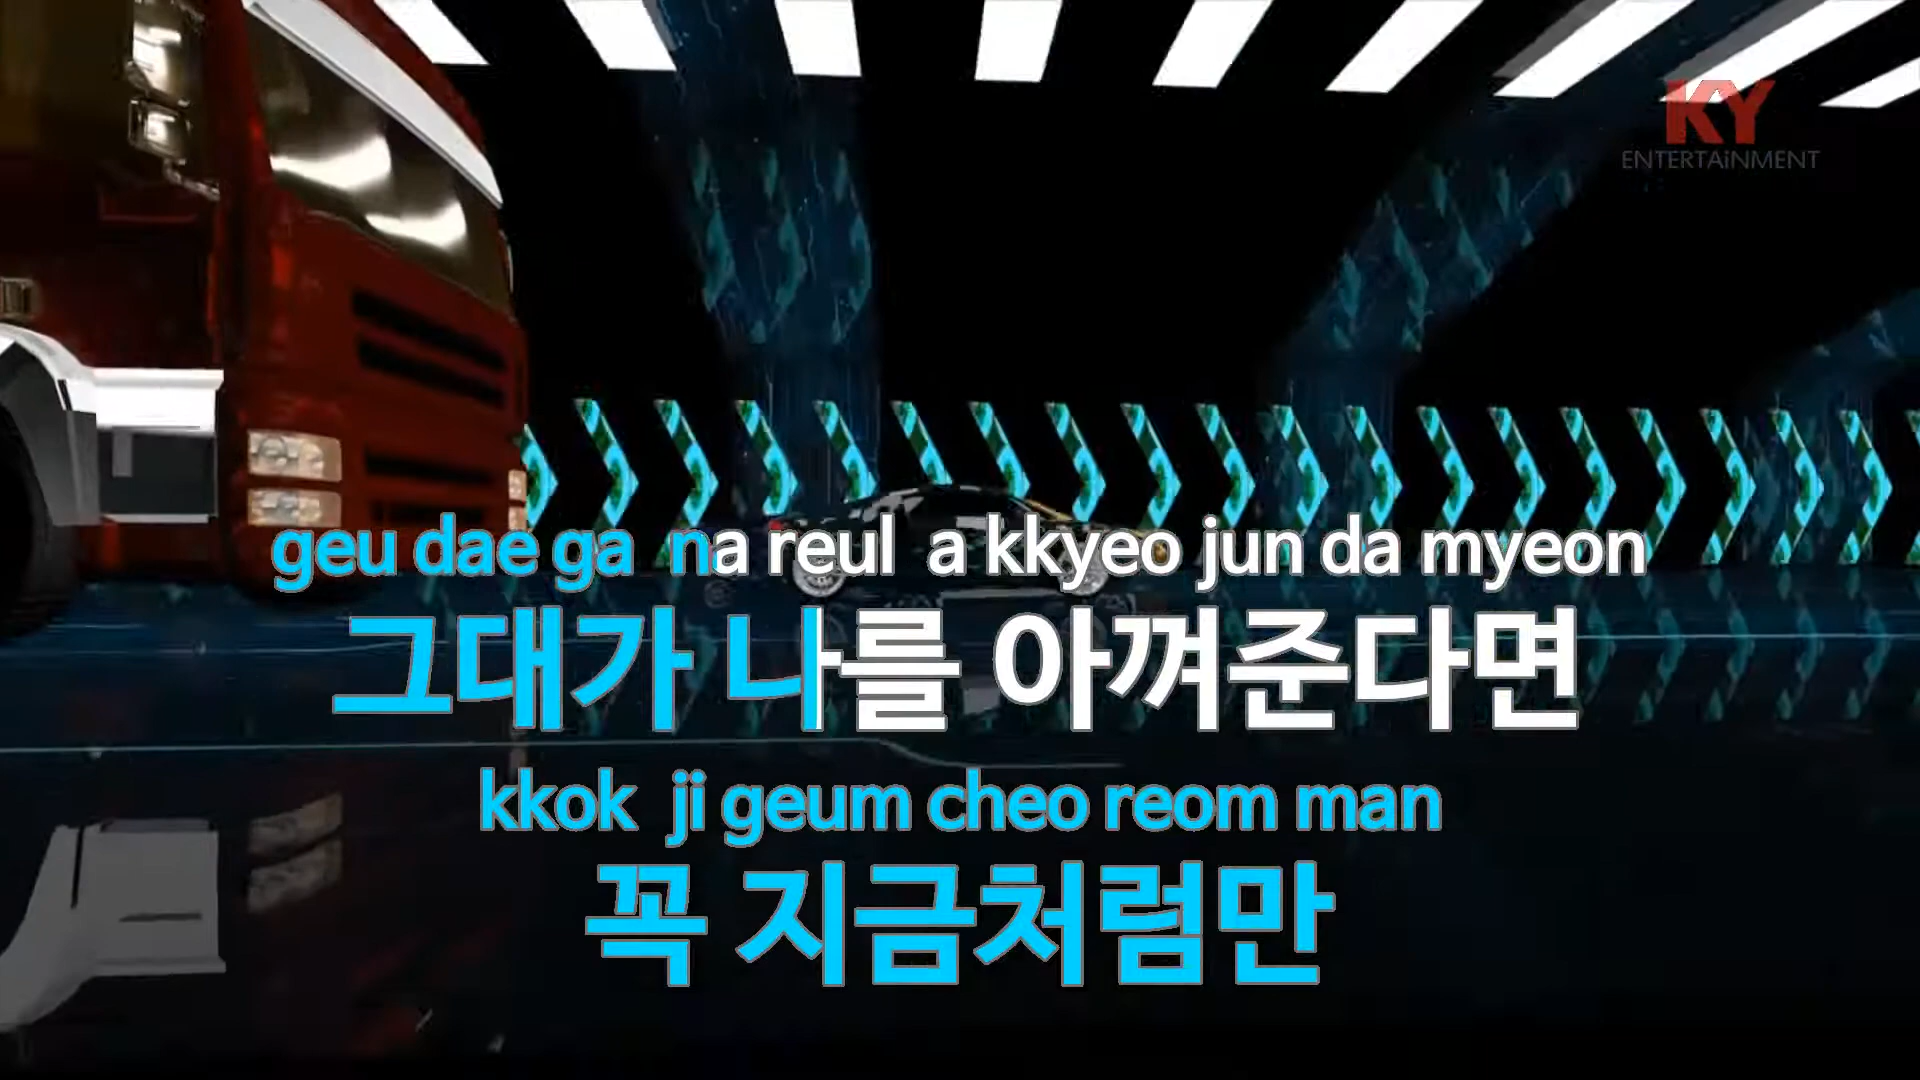 KY
ENTERTAiNMENT
geu dae ga na reul a kkyeo jun da myeon
그대가 나를 아껴준다면
kkok ji geum cheo reom man
꼭 지금처럼만